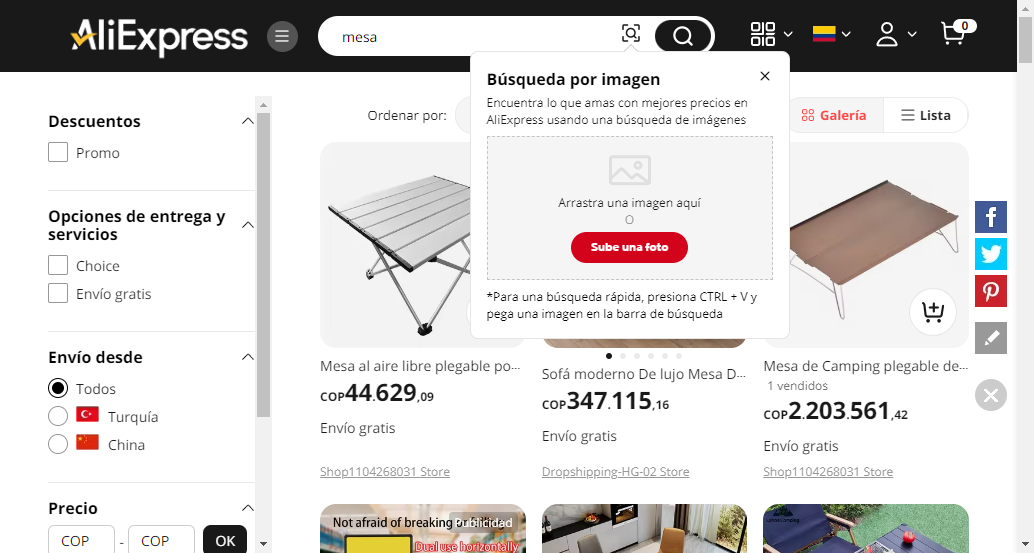 AliExpress
mesa
0
Búsqueda por imagen
Encuentra lo que amas con mejores precios en
AliExpress usando una búsqueda de imágenes
Arrastra una imagen aquí
O
Sube una foto
*Para una búsqueda rápida, presiona CTRL + V y
pega una imagen en la barra de búsqueda
Descuentos
Promo
Opciones de entrega y
servicios
Choice
Envío gratis
Envío desde
Todos
Turquía
China
Precio
COP - COP OK
Ordenar por:
Galería
Lista
Mesa al aire libre plegable po...
COP44.629,09
Envío gratis
Shop1104268031 Store
Sofá moderno De lujo Mesa D...
COP347.115,16
Envío gratis
Dropshipping-HG-02 Store
Mesa de Camping plegable de...
1 vendidos
COP2.203.561,42
Envío gratis
Shop1104268031 Store
Not afraid of breaking
Publicidad
Dual use horizontally